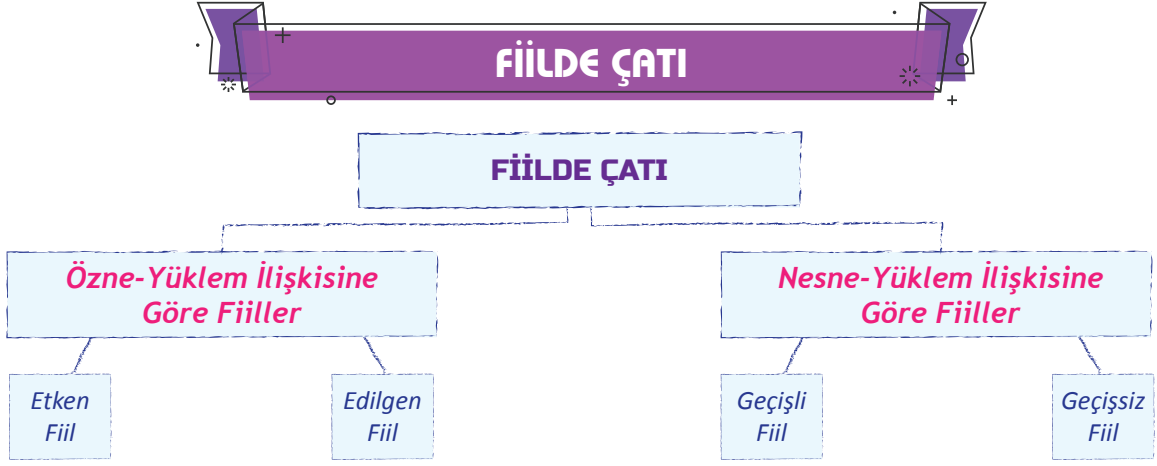 FİİLDE ÇATI
FİİLDE ÇATI
Özne-Yüklem İlişkisine
Göre Fiiller
Nesne-Yüklem İlişkisine
Göre Fiiller
Etken
Fiil
Edilgen
Fiil
Geçişli
Fiil
Geçişsiz
Fiil